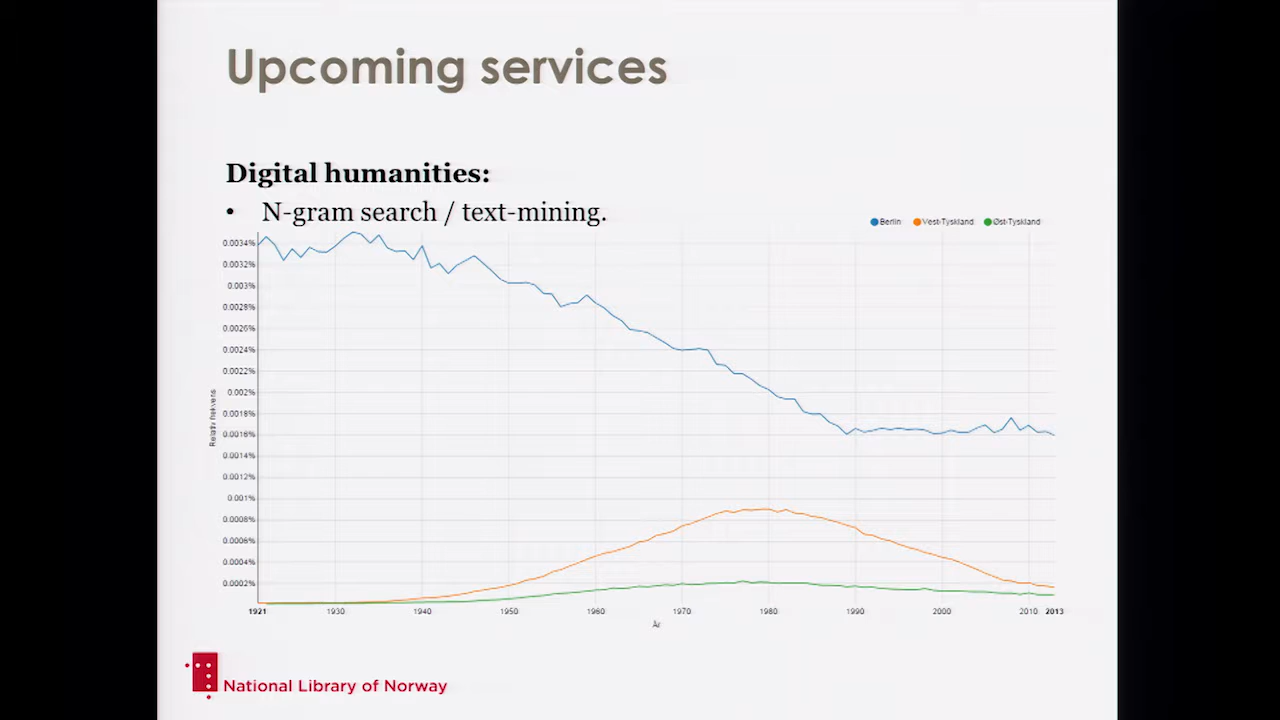 Upcoming services
Digital humanities:
• N-gram search / text-mining.
Berlin Vest-Tyskland Øst-Tyskland
0.0034%
0.0032%
0.003%
0.0028%
0.0026%
0.0024%
0.0022%
0.002%
0.0018%
0.0016%
0.0014%
0.0012%
0.001%
0.0008%
0.0006%
0.0004%
0.0002%
Relativ frekvens
1921 1930 1940 1950 1960 1970 1980 1990 2000 2010 2013
År
National Library of Norway